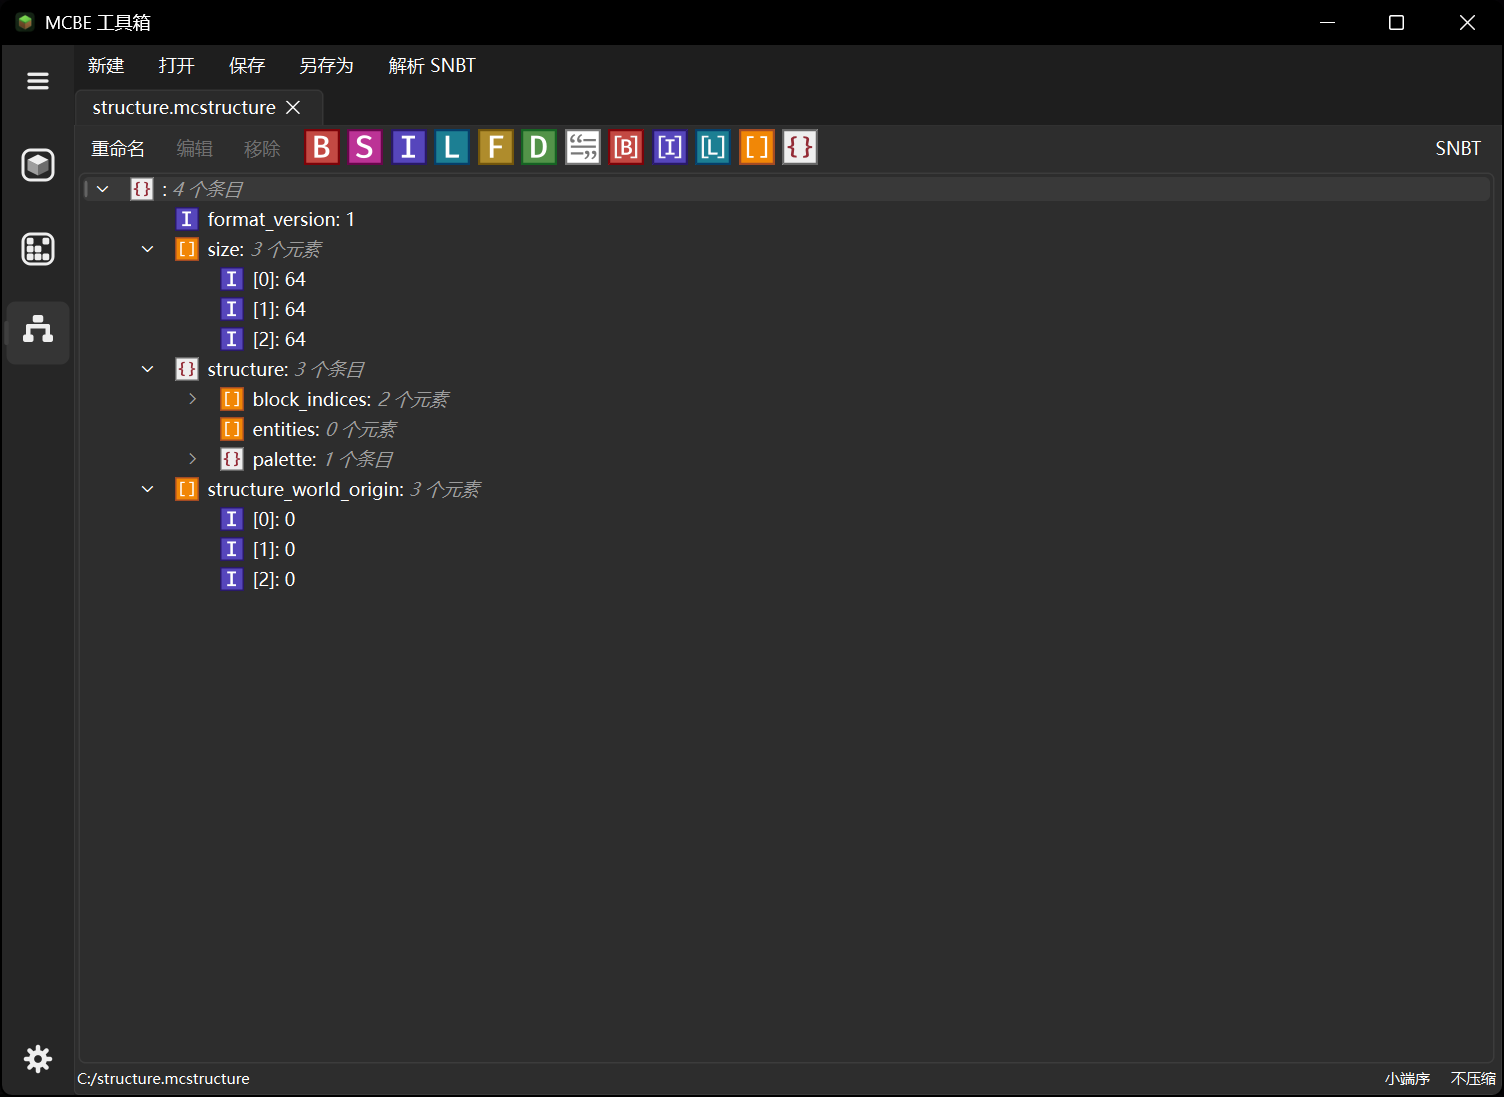 MCBE 工具箱
新建 打开 保存 另存为 解析 SNBT
structure.mcstructure
重命名 编辑 移除 B S I L F D “”” [B] [I] [L] [] {} SNBT
{} : 4 个条目
I format_version: 1
[] size: 3 个元素
I [0]: 64
I [1]: 64
I [2]: 64
{} structure: 3 个条目
[] block_indices: 2 个元素
[] entities: 0 个元素
{} palette: 1 个条目
[] structure_world_origin: 3 个元素
I [0]: 0
I [1]: 0
I [2]: 0
C:/structure.mcstructure 小端序 不压缩